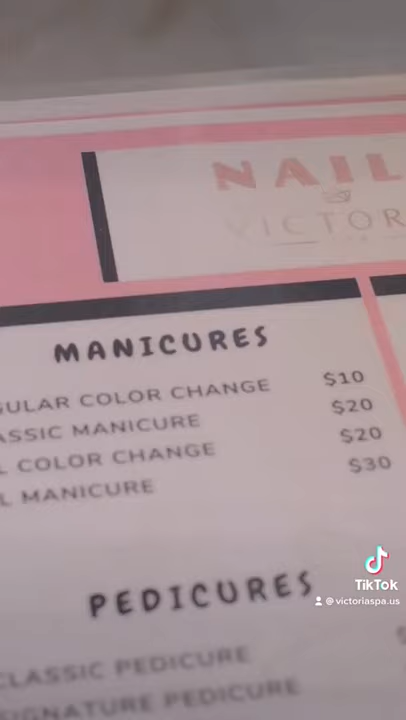 NAIL
VICTOR
MANICURES
GULAR COLOR CHANGE $10
ASSIC MANICURE $20
L COLOR CHANGE $20
L MANICURE $30
PEDICURES
CLASSIC PEDICURE
SIGNATURE PEDICURE
TikTok
@victoriaspa.us